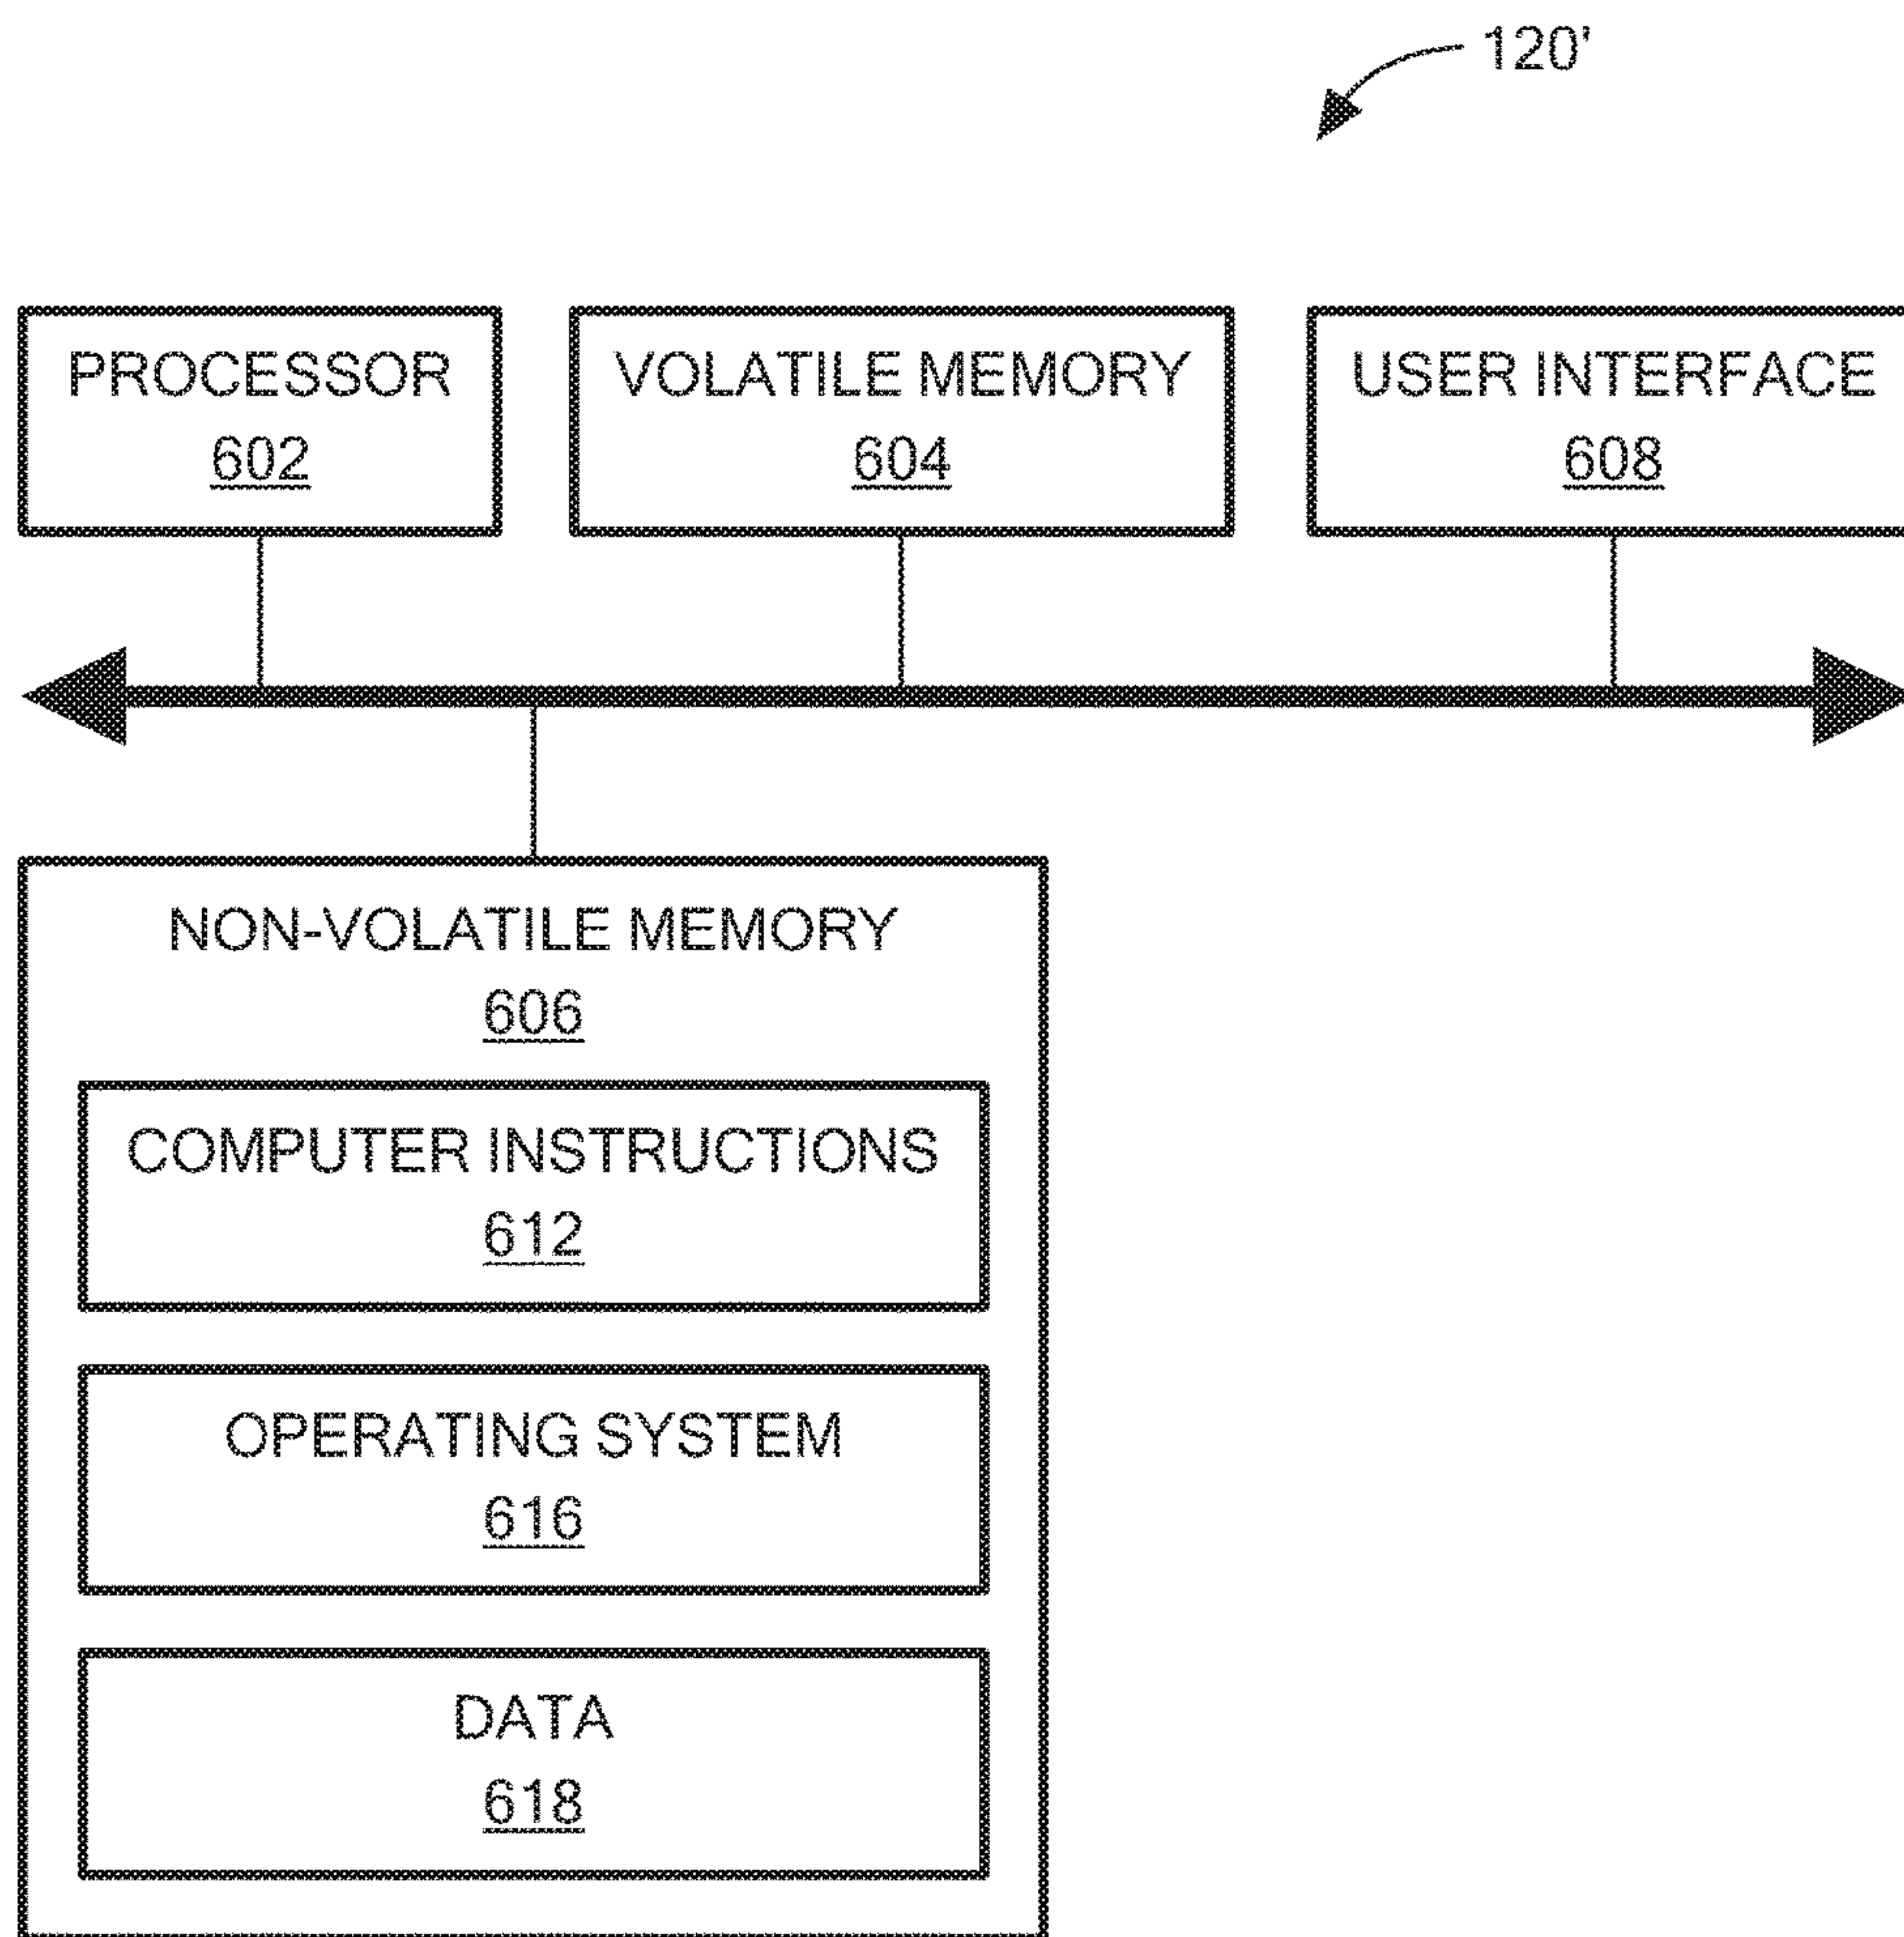 120'
PROCESSOR
602
VOLATILE MEMORY
604
USER INTERFACE
608
NON-VOLATILE MEMORY
606
COMPUTER INSTRUCTIONS
612
OPERATING SYSTEM
616
DATA
618